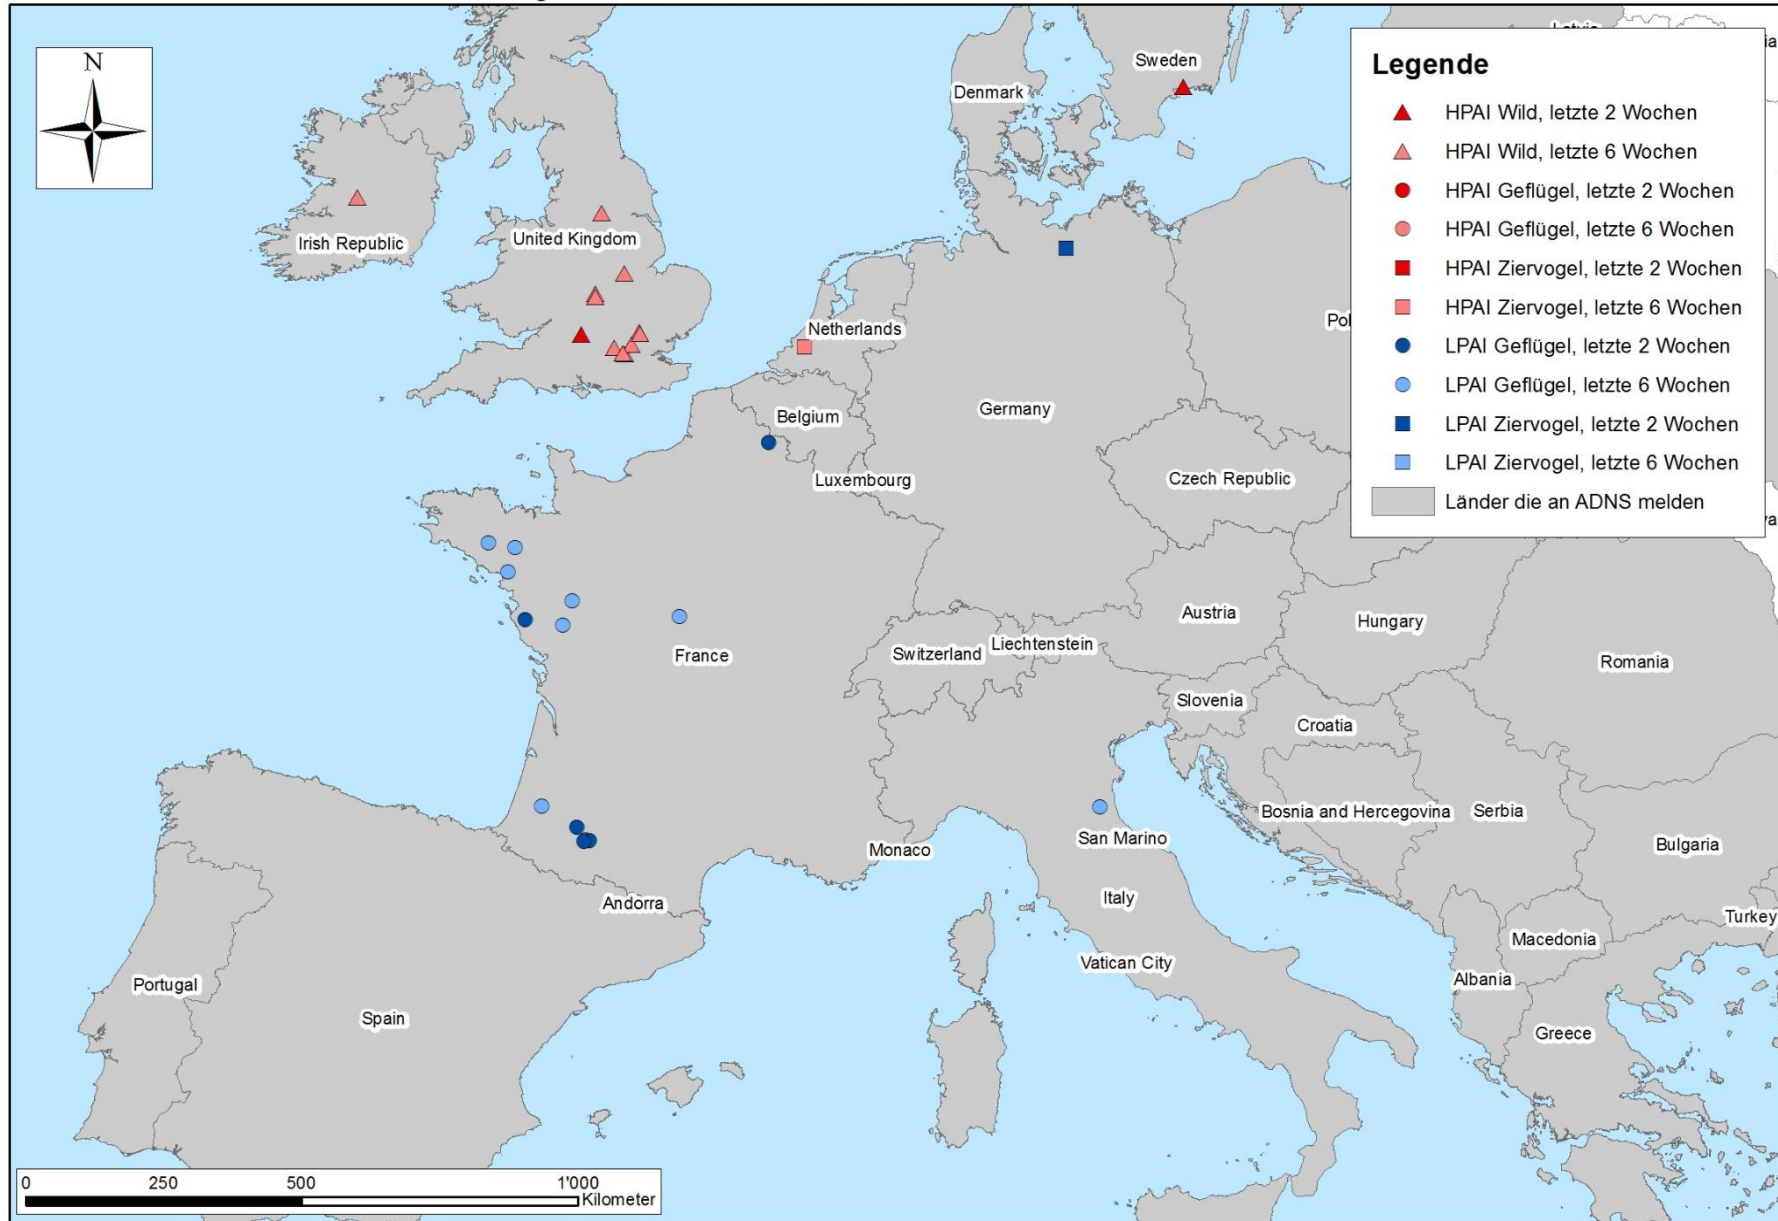 N
Latvia
Sweden
Denmark
Legende
HPAI Wild, letzte 2 Wochen
HPAI Wild, letzte 6 Wochen
HPAI Geflügel, letzte 2 Wochen
HPAI Geflügel, letzte 6 Wochen
HPAI Ziervogel, letzte 2 Wochen
HPAI Ziervogel, letzte 6 Wochen
LPAI Geflügel, letzte 2 Wochen
LPAI Geflügel, letzte 6 Wochen
LPAI Ziervogel, letzte 2 Wochen
LPAI Ziervogel, letzte 6 Wochen
Länder die an ADNS melden
Irish Republic
United Kingdom
Netherlands
Pol
Belgium
Germany
Luxembourg
Czech Republic
Austria
Hungary
Liechtenstein
Switzerland
France
Romania
Slovenia
Croatia
Bosnia and Hercegovina
Serbia
San Marino
Monaco
Bulgaria
Andorra
Italy
Turkey
Macedonia
Vatican City
Albania
Portugal
Spain
Greece
0 250 500 1'000
Kilometer